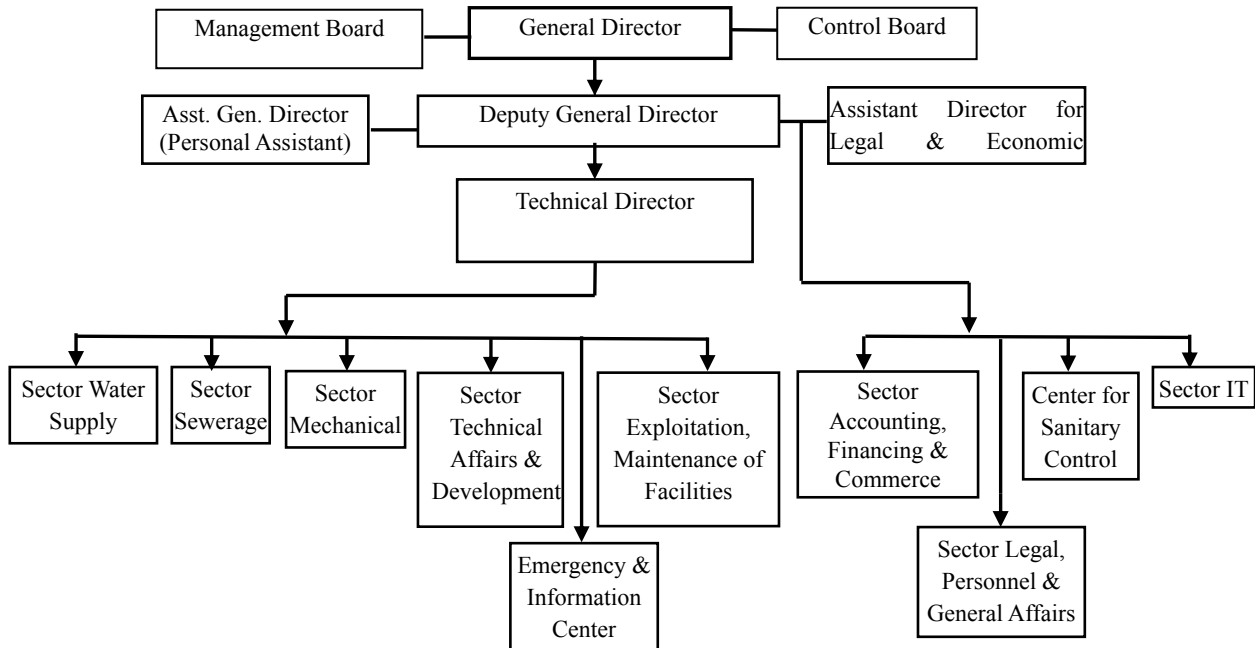 Management Board
General Director
Control Board
Asst. Gen. Director
(Personal Assistant)
Deputy General Director
Assistant Director for
Legal & Economic
Technical Director
Sector Water
Supply
Sector
Sewerage
Sector
Mechanical
Sector
Technical
Affairs &
Development
Sector
Exploitation,
Maintenance of
Facilities
Sector
Accounting,
Financing &
Commerce
Center for
Sanitary
Control
Sector IT
Emergency &
Information
Center
Sector Legal,
Personnel &
General Affairs